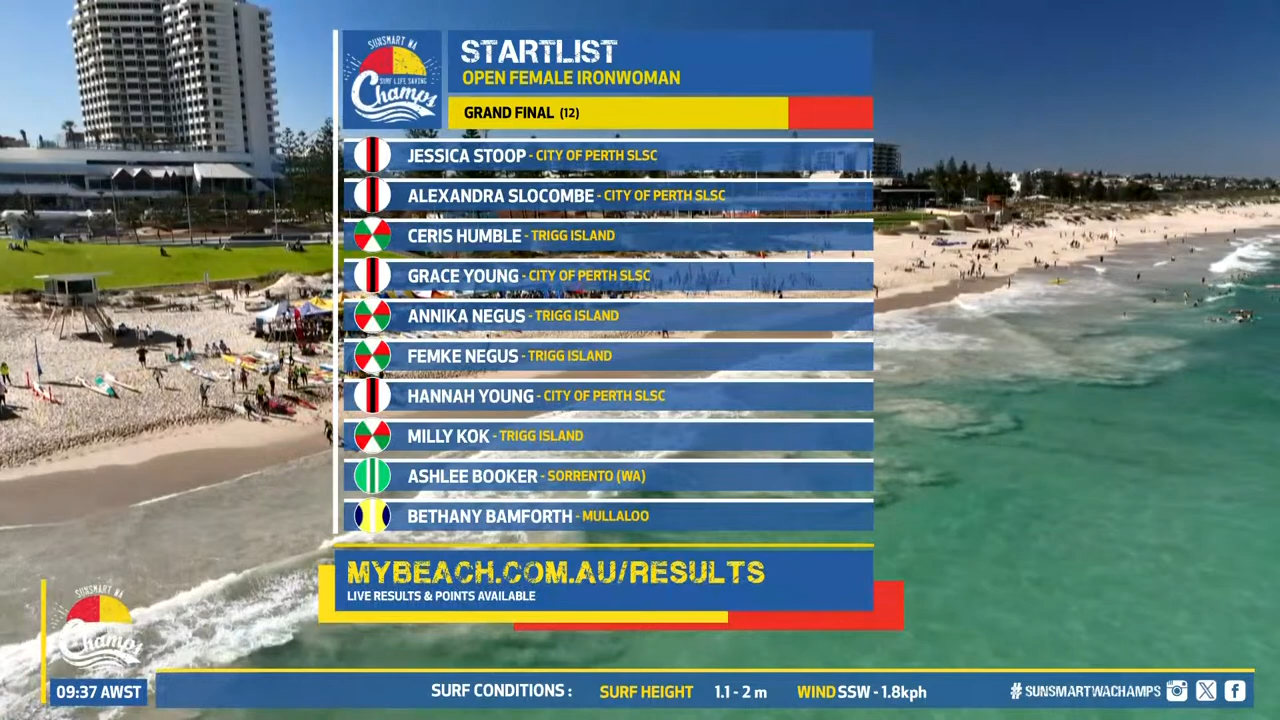 SUNSMART WA
SURF LIFE SAVING
Champs
STARTLIST
OPEN FEMALE IRONWOMAN
GRAND FINAL (12)
JESSICA STOOP - CITY OF PERTH SLSC
ALEXANDRA SLOCOMBE - CITY OF PERTH SLSC
CERIS HUMBLE - TRIGG ISLAND
GRACE YOUNG - CITY OF PERTH SLSC
ANNIKA NEGUS - TRIGG ISLAND
FEMKE NEGUS - TRIGG ISLAND
HANNAH YOUNG - CITY OF PERTH SLSC
MILLY KOK - TRIGG ISLAND
ASHLEE BOOKER - SORRENTO (WA)
BETHANY BAMFORTH - MULLALOO
MYBEACH.COM.AU/RESULTS
LIVE RESULTS & POINTS AVAILABLE
SUNSMART WA
Champs
09:37 AWST
SURF CONDITIONS : SURF HEIGHT 1.1 - 2 m WIND SSW - 1.8kph
#SUNSMARTWACHAMPS